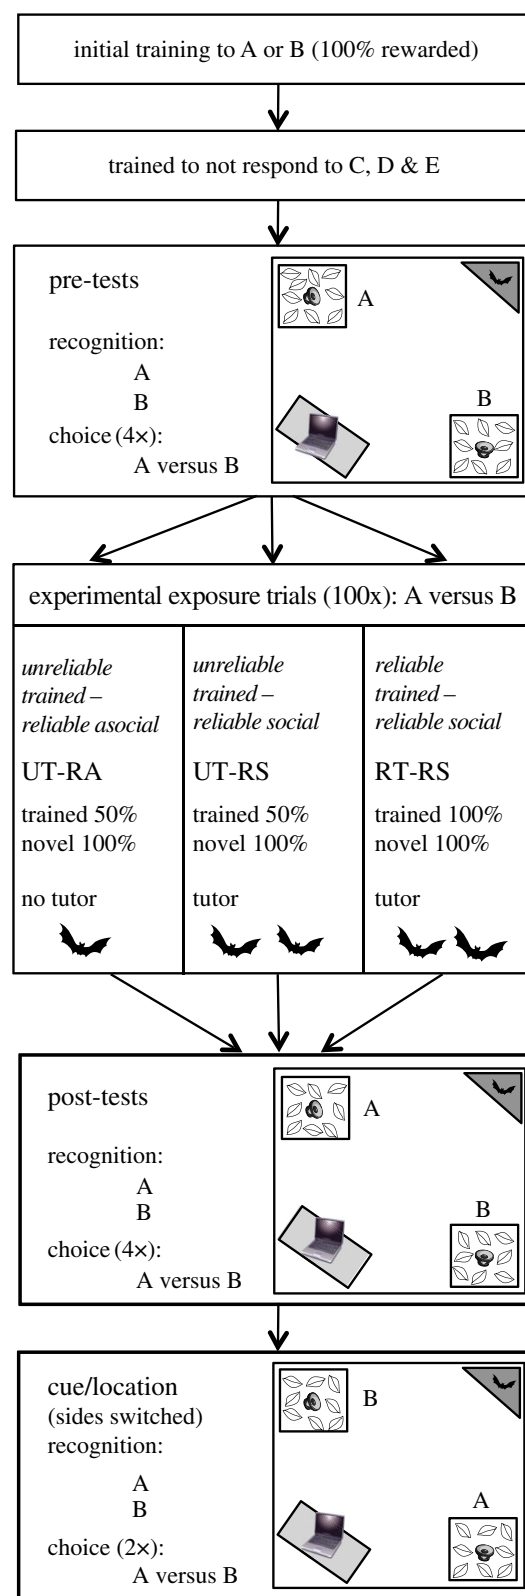 initial training to A or B (100% rewarded)
trained to not respond to C, D & E
pre-tests
recognition:
A
B
choice (4×):
A versus B
A
B
experimental exposure trials (100x): A versus B
unreliable
trained –
reliable asocial
UT-RA
trained 50%
novel 100%
no tutor
unreliable
trained –
reliable social
UT-RS
trained 50%
novel 100%
tutor
reliable
trained –
reliable social
RT-RS
trained 100%
novel 100%
tutor
post-tests
recognition:
A
B
choice (4×):
A versus B
A
B
cue/location
(sides switched)
recognition:
A
B
choice (2×):
A versus B
B
A